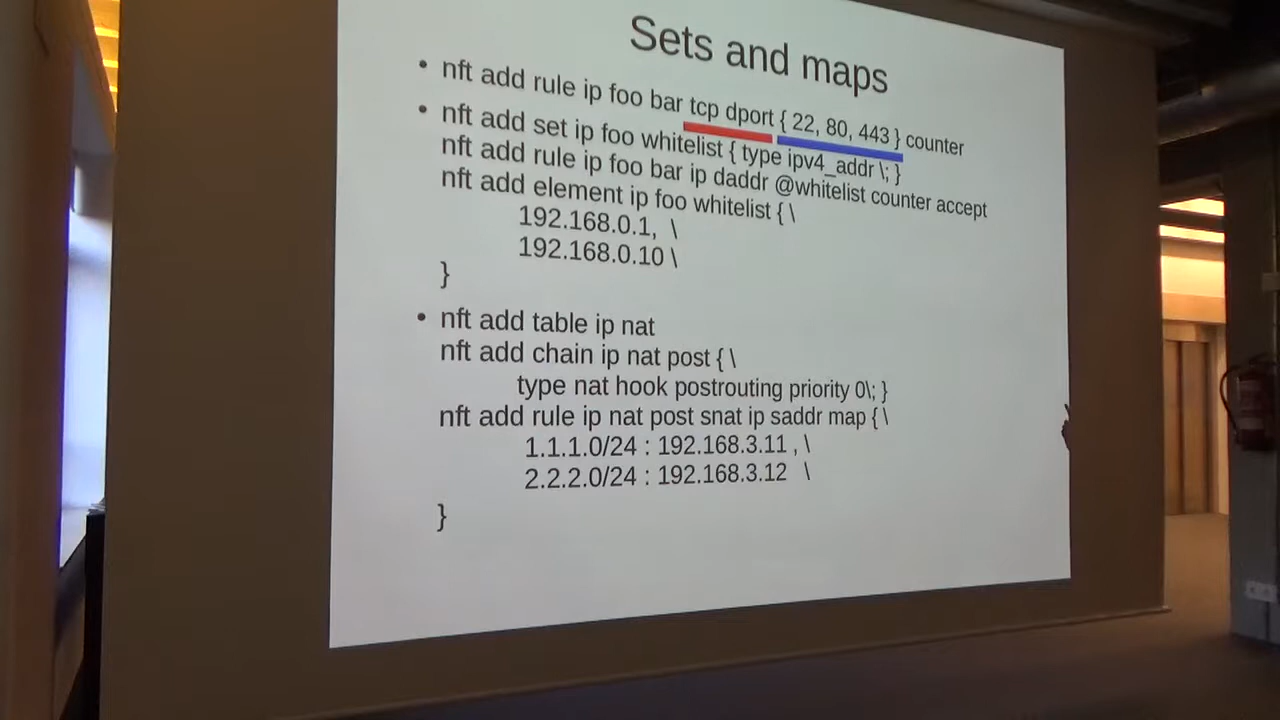 Sets and maps
• nft add rule ip foo bar tcp dport { 22, 80, 443 } counter
• nft add set ip foo whitelist { type ipv4_addr \; }
nft add rule ip foo bar ip daddr @whitelist counter accept
nft add element ip foo whitelist { \
192.168.0.1, \
192.168.0.10 \
}
• nft add table ip nat
nft add chain ip nat post { \
type nat hook postrouting priority 0\; }
nft add rule ip nat post snat ip saddr map { \
1.1.1.0/24 : 192.168.3.11 , \
2.2.2.0/24 : 192.168.3.12 \
}